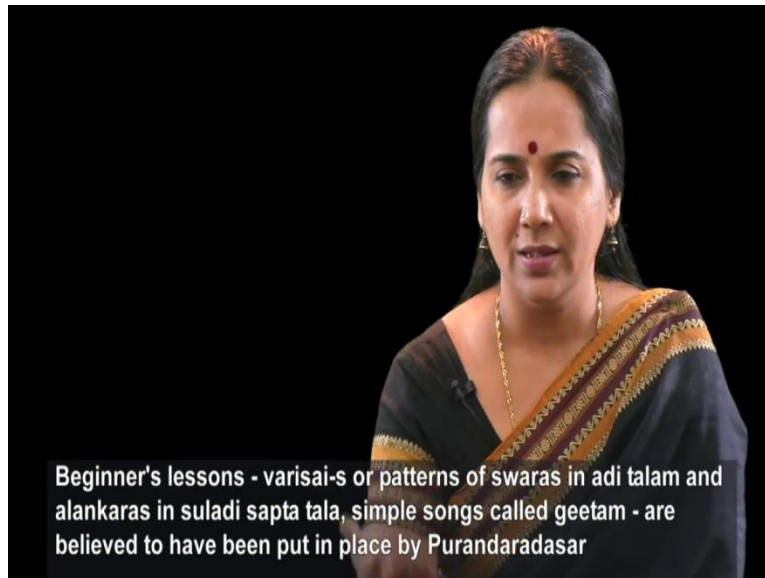 Beginner's lessons - varisai-s or patterns of swaras in adi talam and
alankaras in suladi sapta tala, simple songs called geetam - are
believed to have been put in place by Purandaradasar